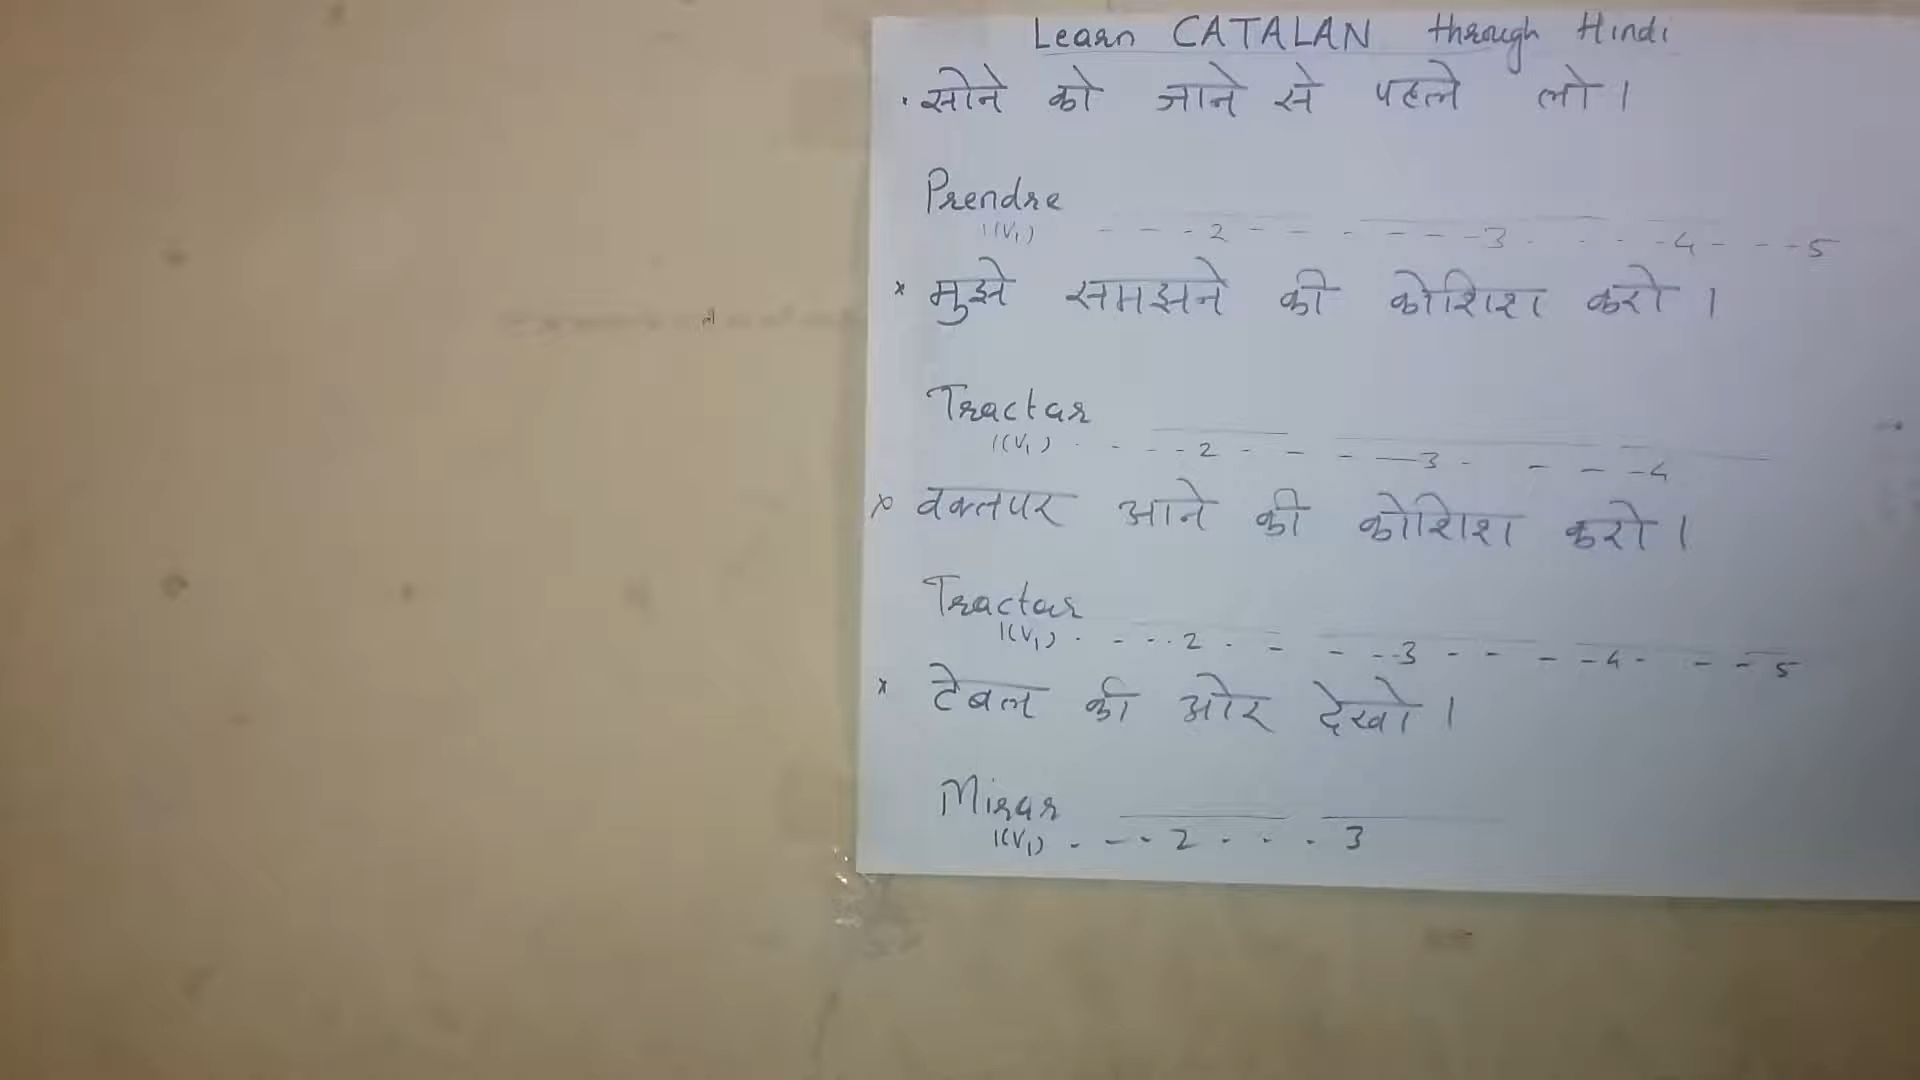 Learn CATALAN through Hindi
· सोने को जाने से पहले लो।
Prendre
1(V1) - - - 2 - - - - - - 3 - - - - 4 - - - 5
x मुझे समझने की कोशिश करो।
Tractar
1(V1) - - - - 2 - - - - 3 - - - - 4
x वक्तपर आने की कोशिश करो।
Tractar
1(V1) - - - - 2 - - - - - 3 - - - - 4 - - - 5
x टेबल की ओर देखो।
Mirar
1(V1) - - - - 2 - - - 3